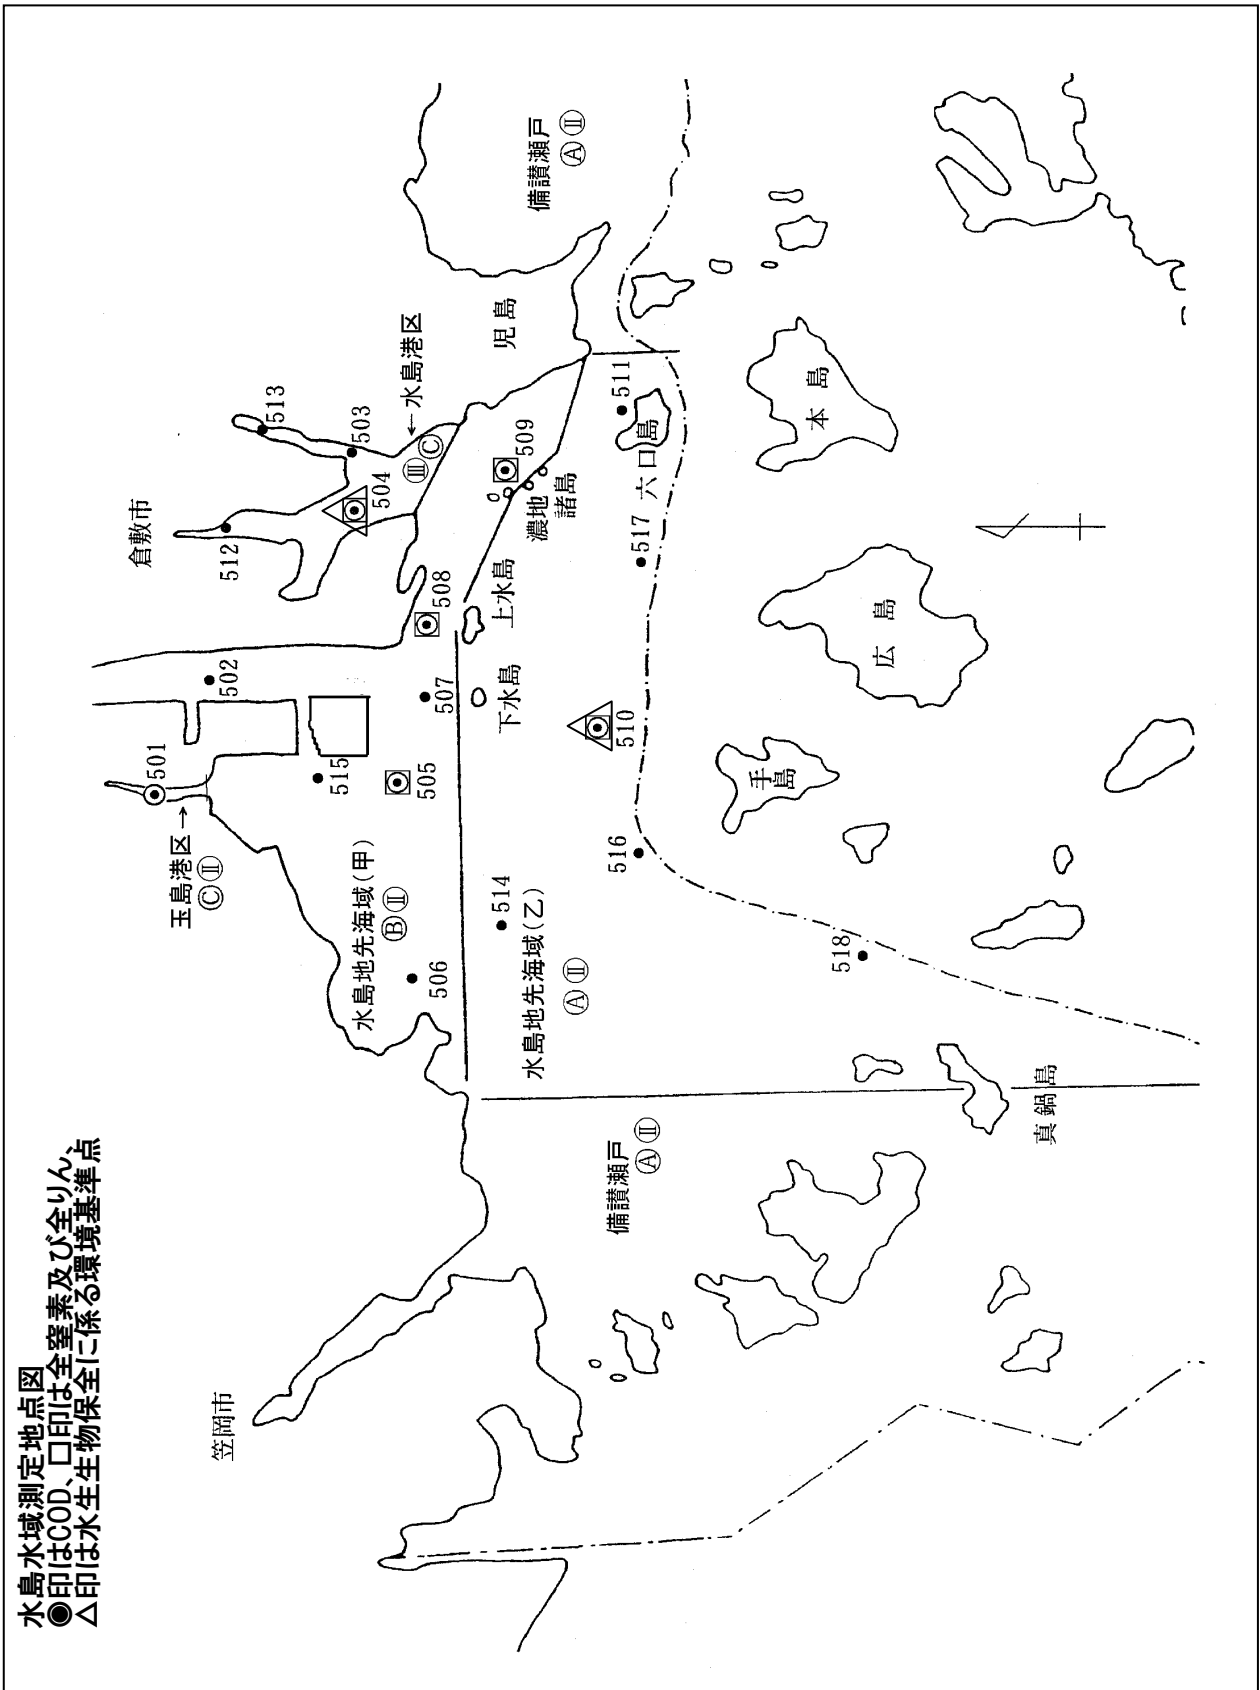 水島水域測定地点図
◉印はCOD、□印は全窒素及び全りん、
△印は水生生物保全に係る環境基準点
笠岡市
倉敷市
備讃瀬戸
Ⓐ Ⅱ
真鍋島
水島地先海域(甲)
Ⓑ Ⅱ
水島地先海域(乙)
Ⓐ Ⅱ
玉島港区→
Ⓒ Ⅱ
←水島港区
Ⅲ Ⓒ
児島
備讃瀬戸
Ⓐ Ⅱ
上水島
下水島
濃地
諸島
六口島
本島
広島
手島
501
502
503
504
505
506
507
508
509
510
511
512
513
514
515
516
517
518